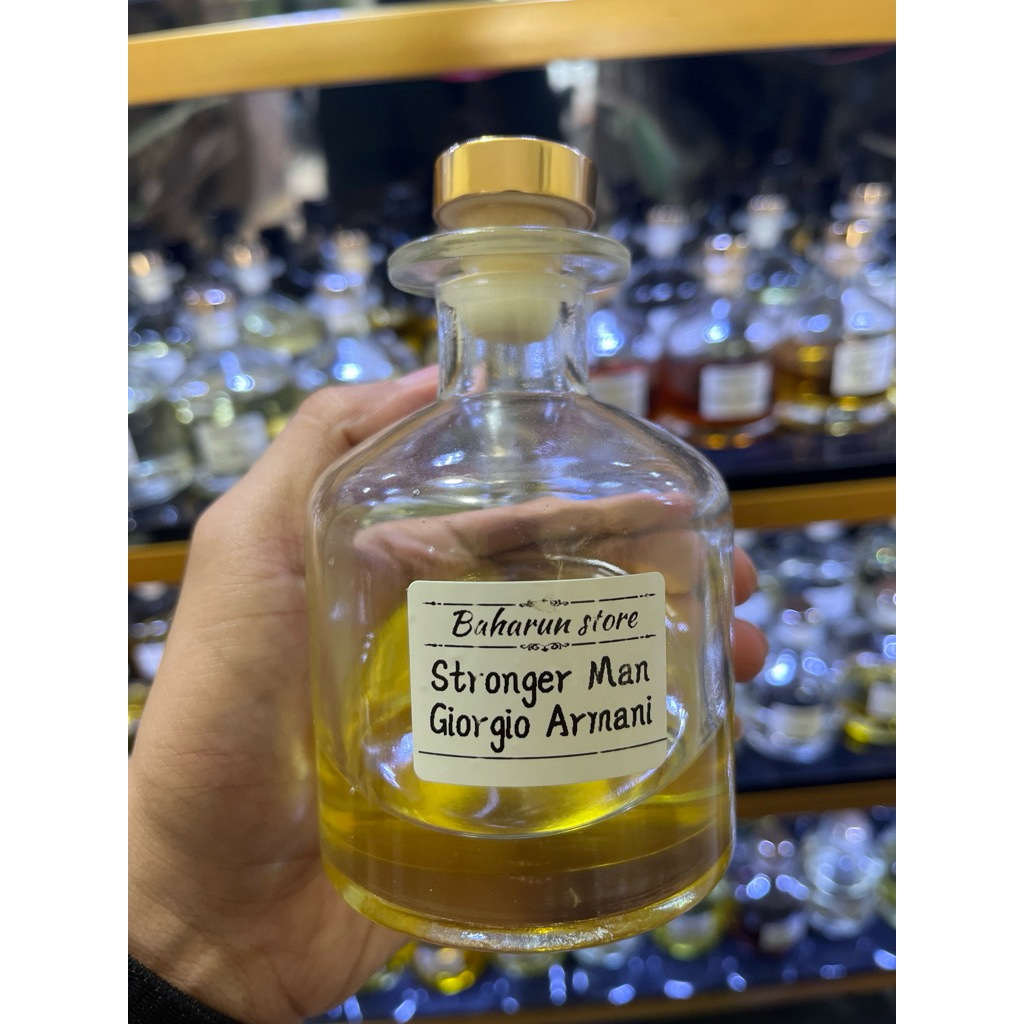 Baharun store
Stronger Man
Giorgio Armani